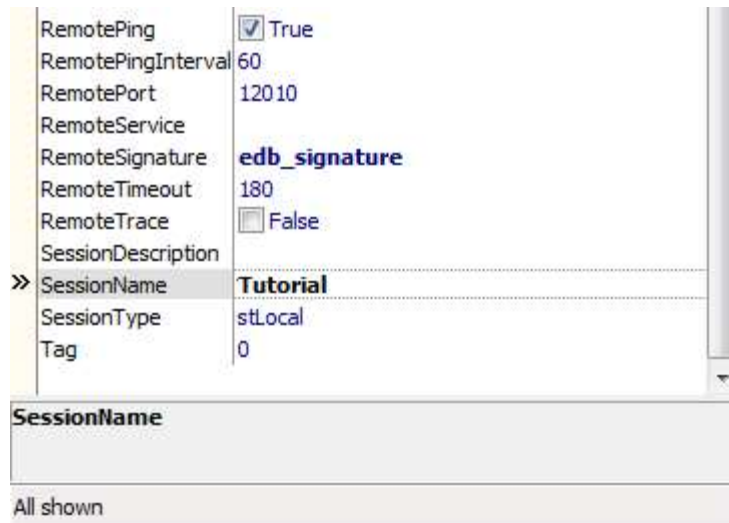 RemotePing True
RemotePingInterval 60
RemotePort 12010
RemoteService
RemoteSignature edb_signature
RemoteTimeout 180
RemoteTrace False
SessionDescription
» SessionName Tutorial
SessionType stLocal
Tag 0
SessionName
All shown